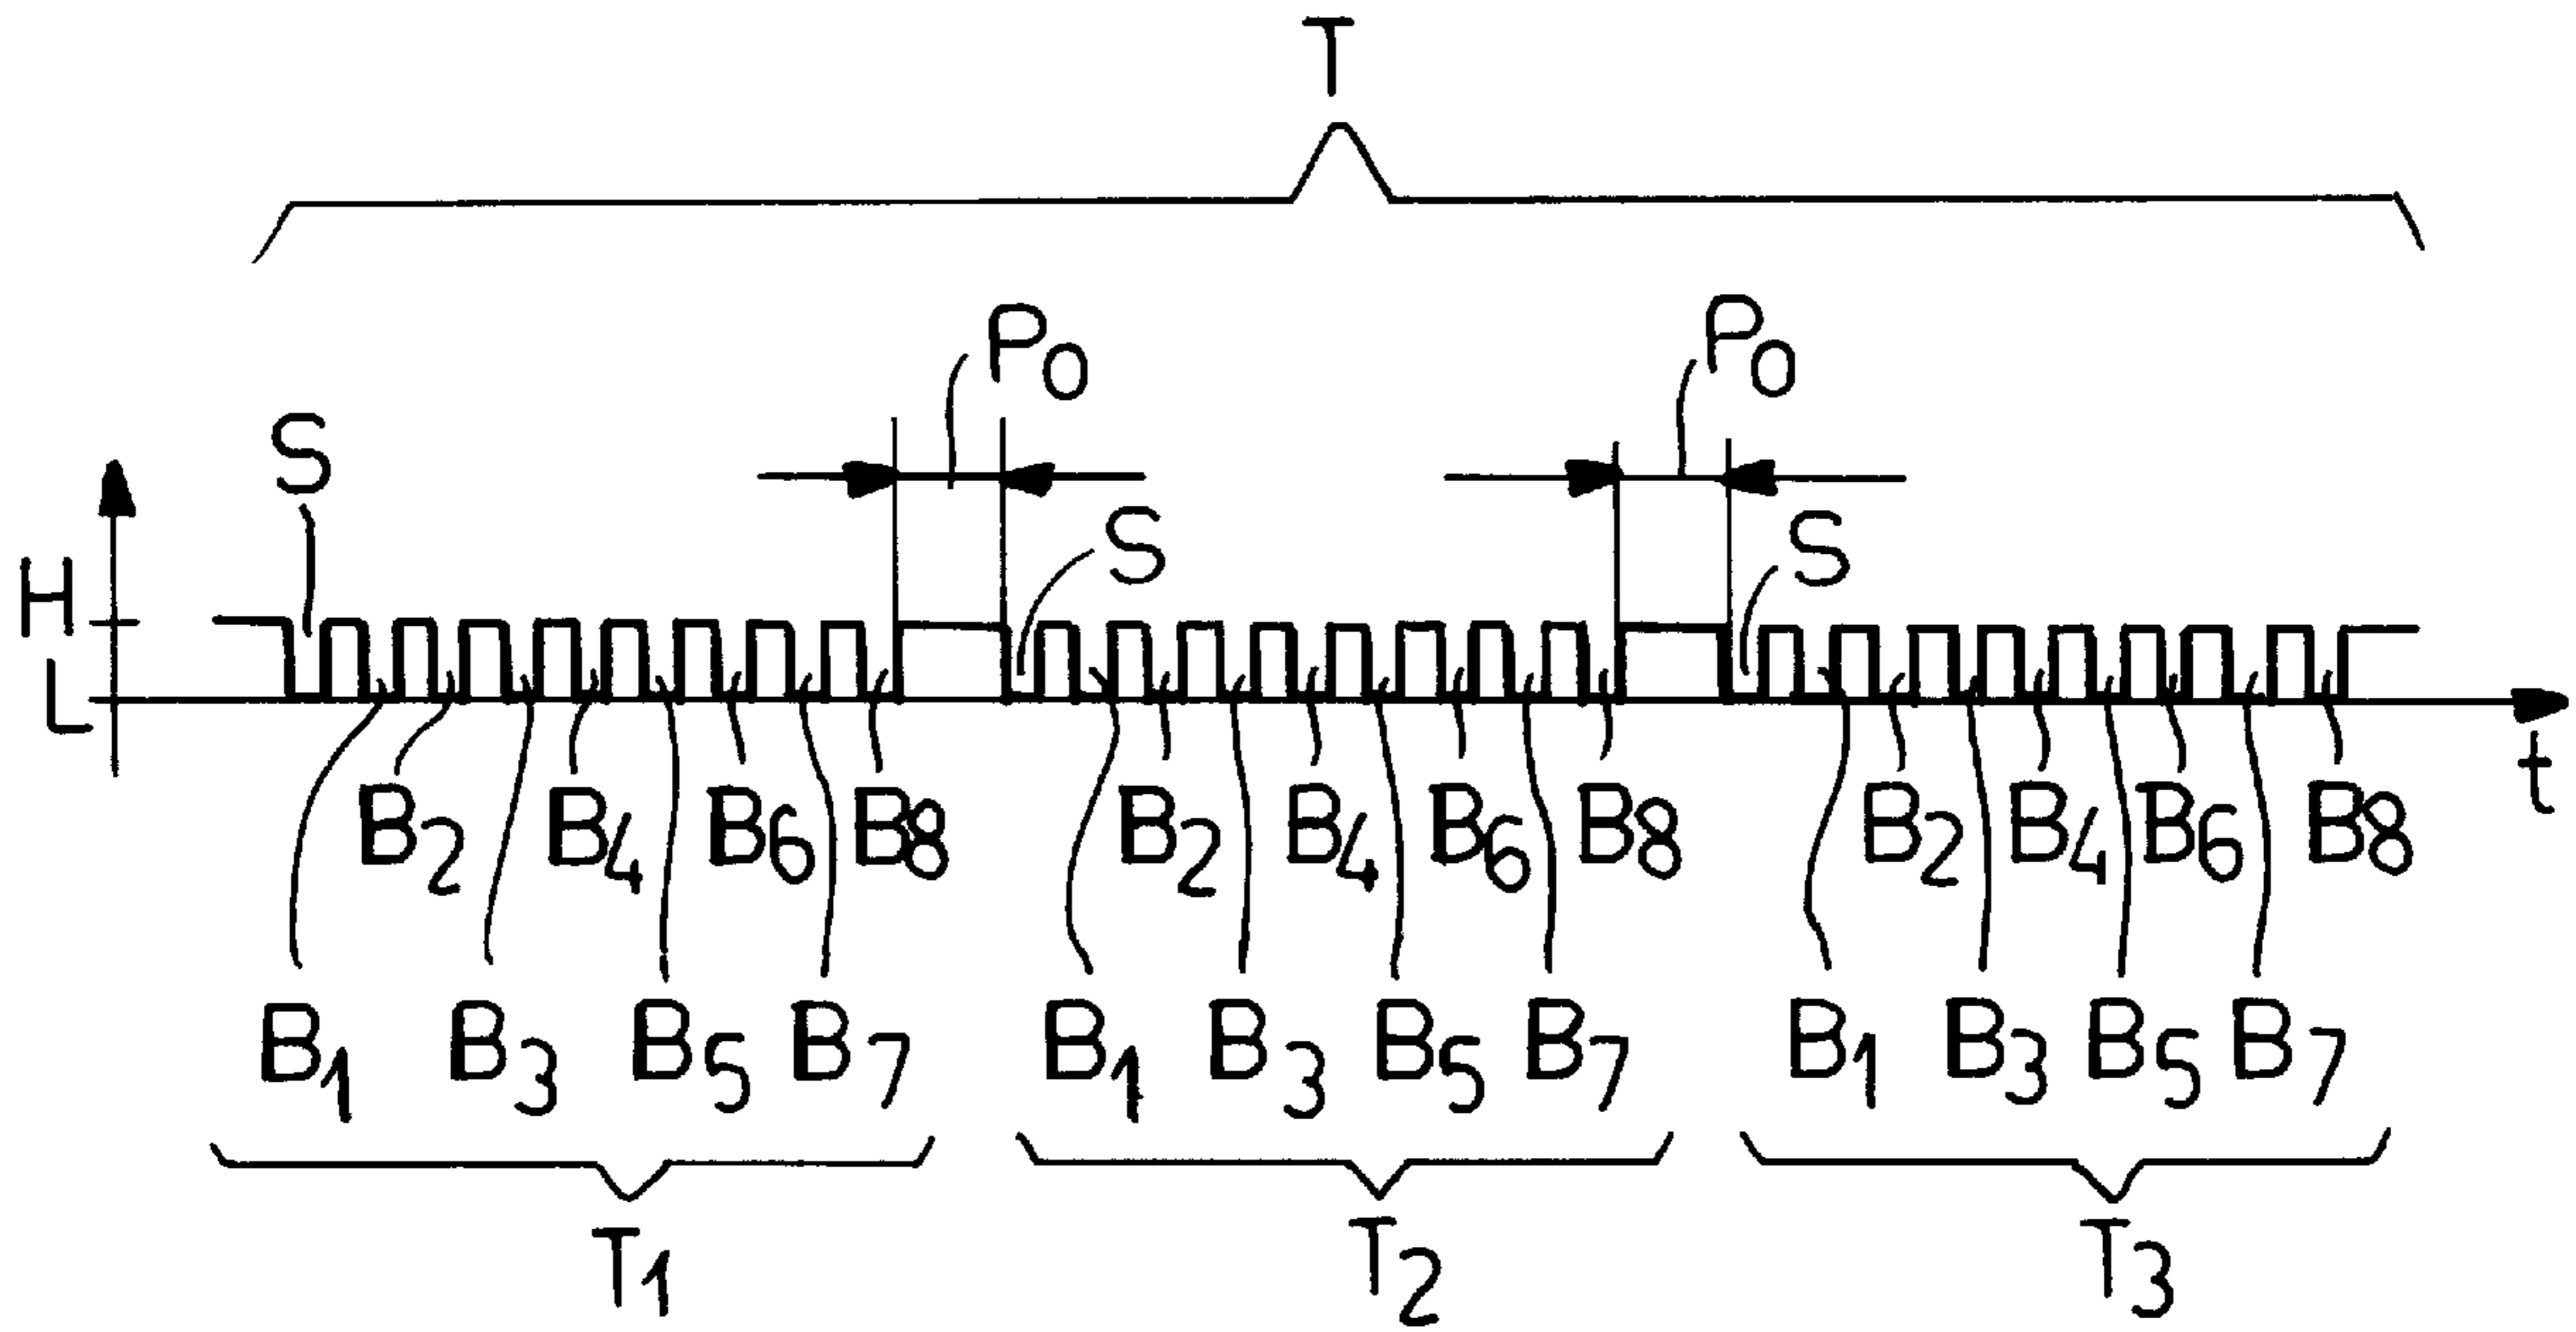 T
P0 P0
S
S S
H
L
t
B2 B4 B6 B8 B2 B4 B6 B8 B2 B4 B6 B8
B1 B3 B5 B7 B1 B3 B5 B7 B1 B3 B5 B7
T1 T2 T3